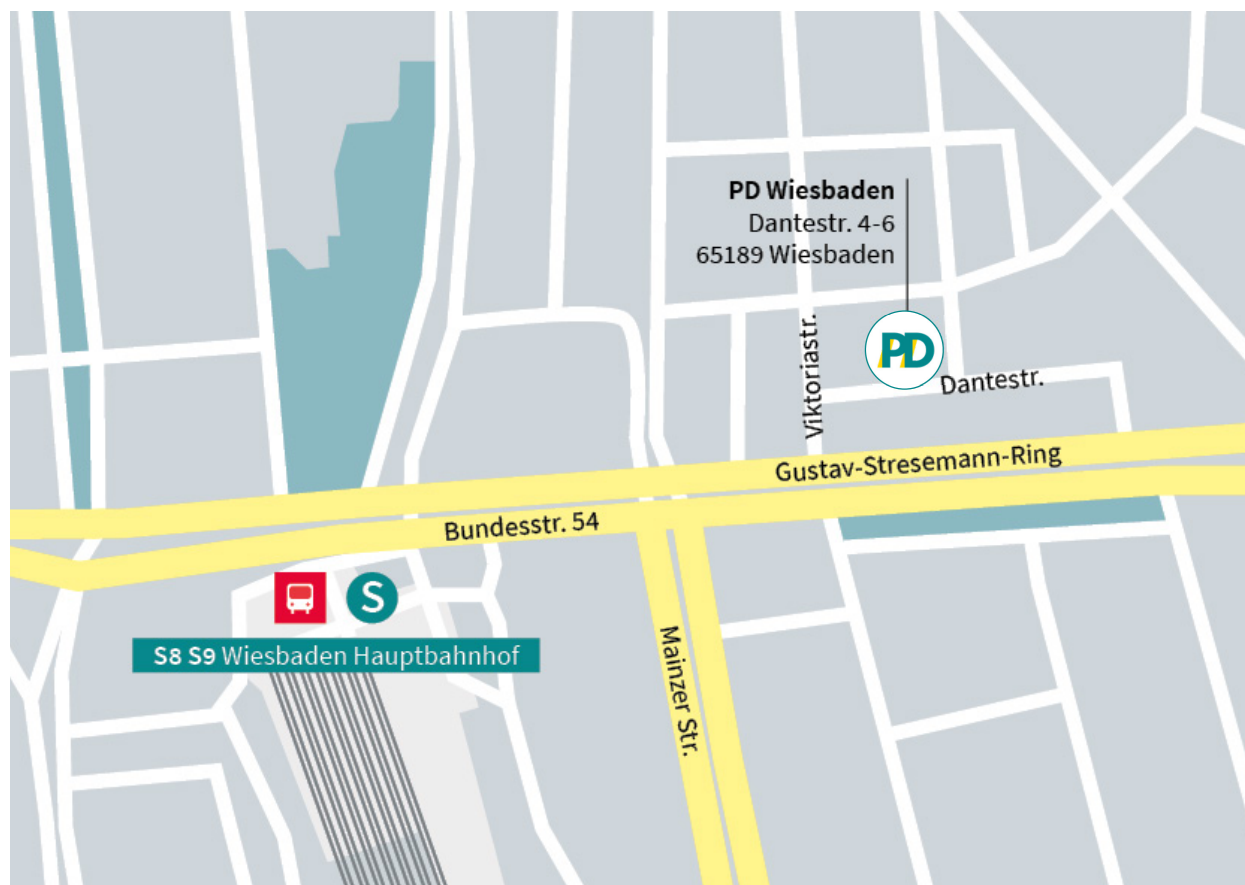 PD Wiesbaden
Dantestr. 4-6
65189 Wiesbaden
PD
Viktoriastr.
Dantestr.
Gustav-Stresemann-Ring
Bundesstr. 54
S
S8 S9 Wiesbaden Hauptbahnhof
Mainzer Str.